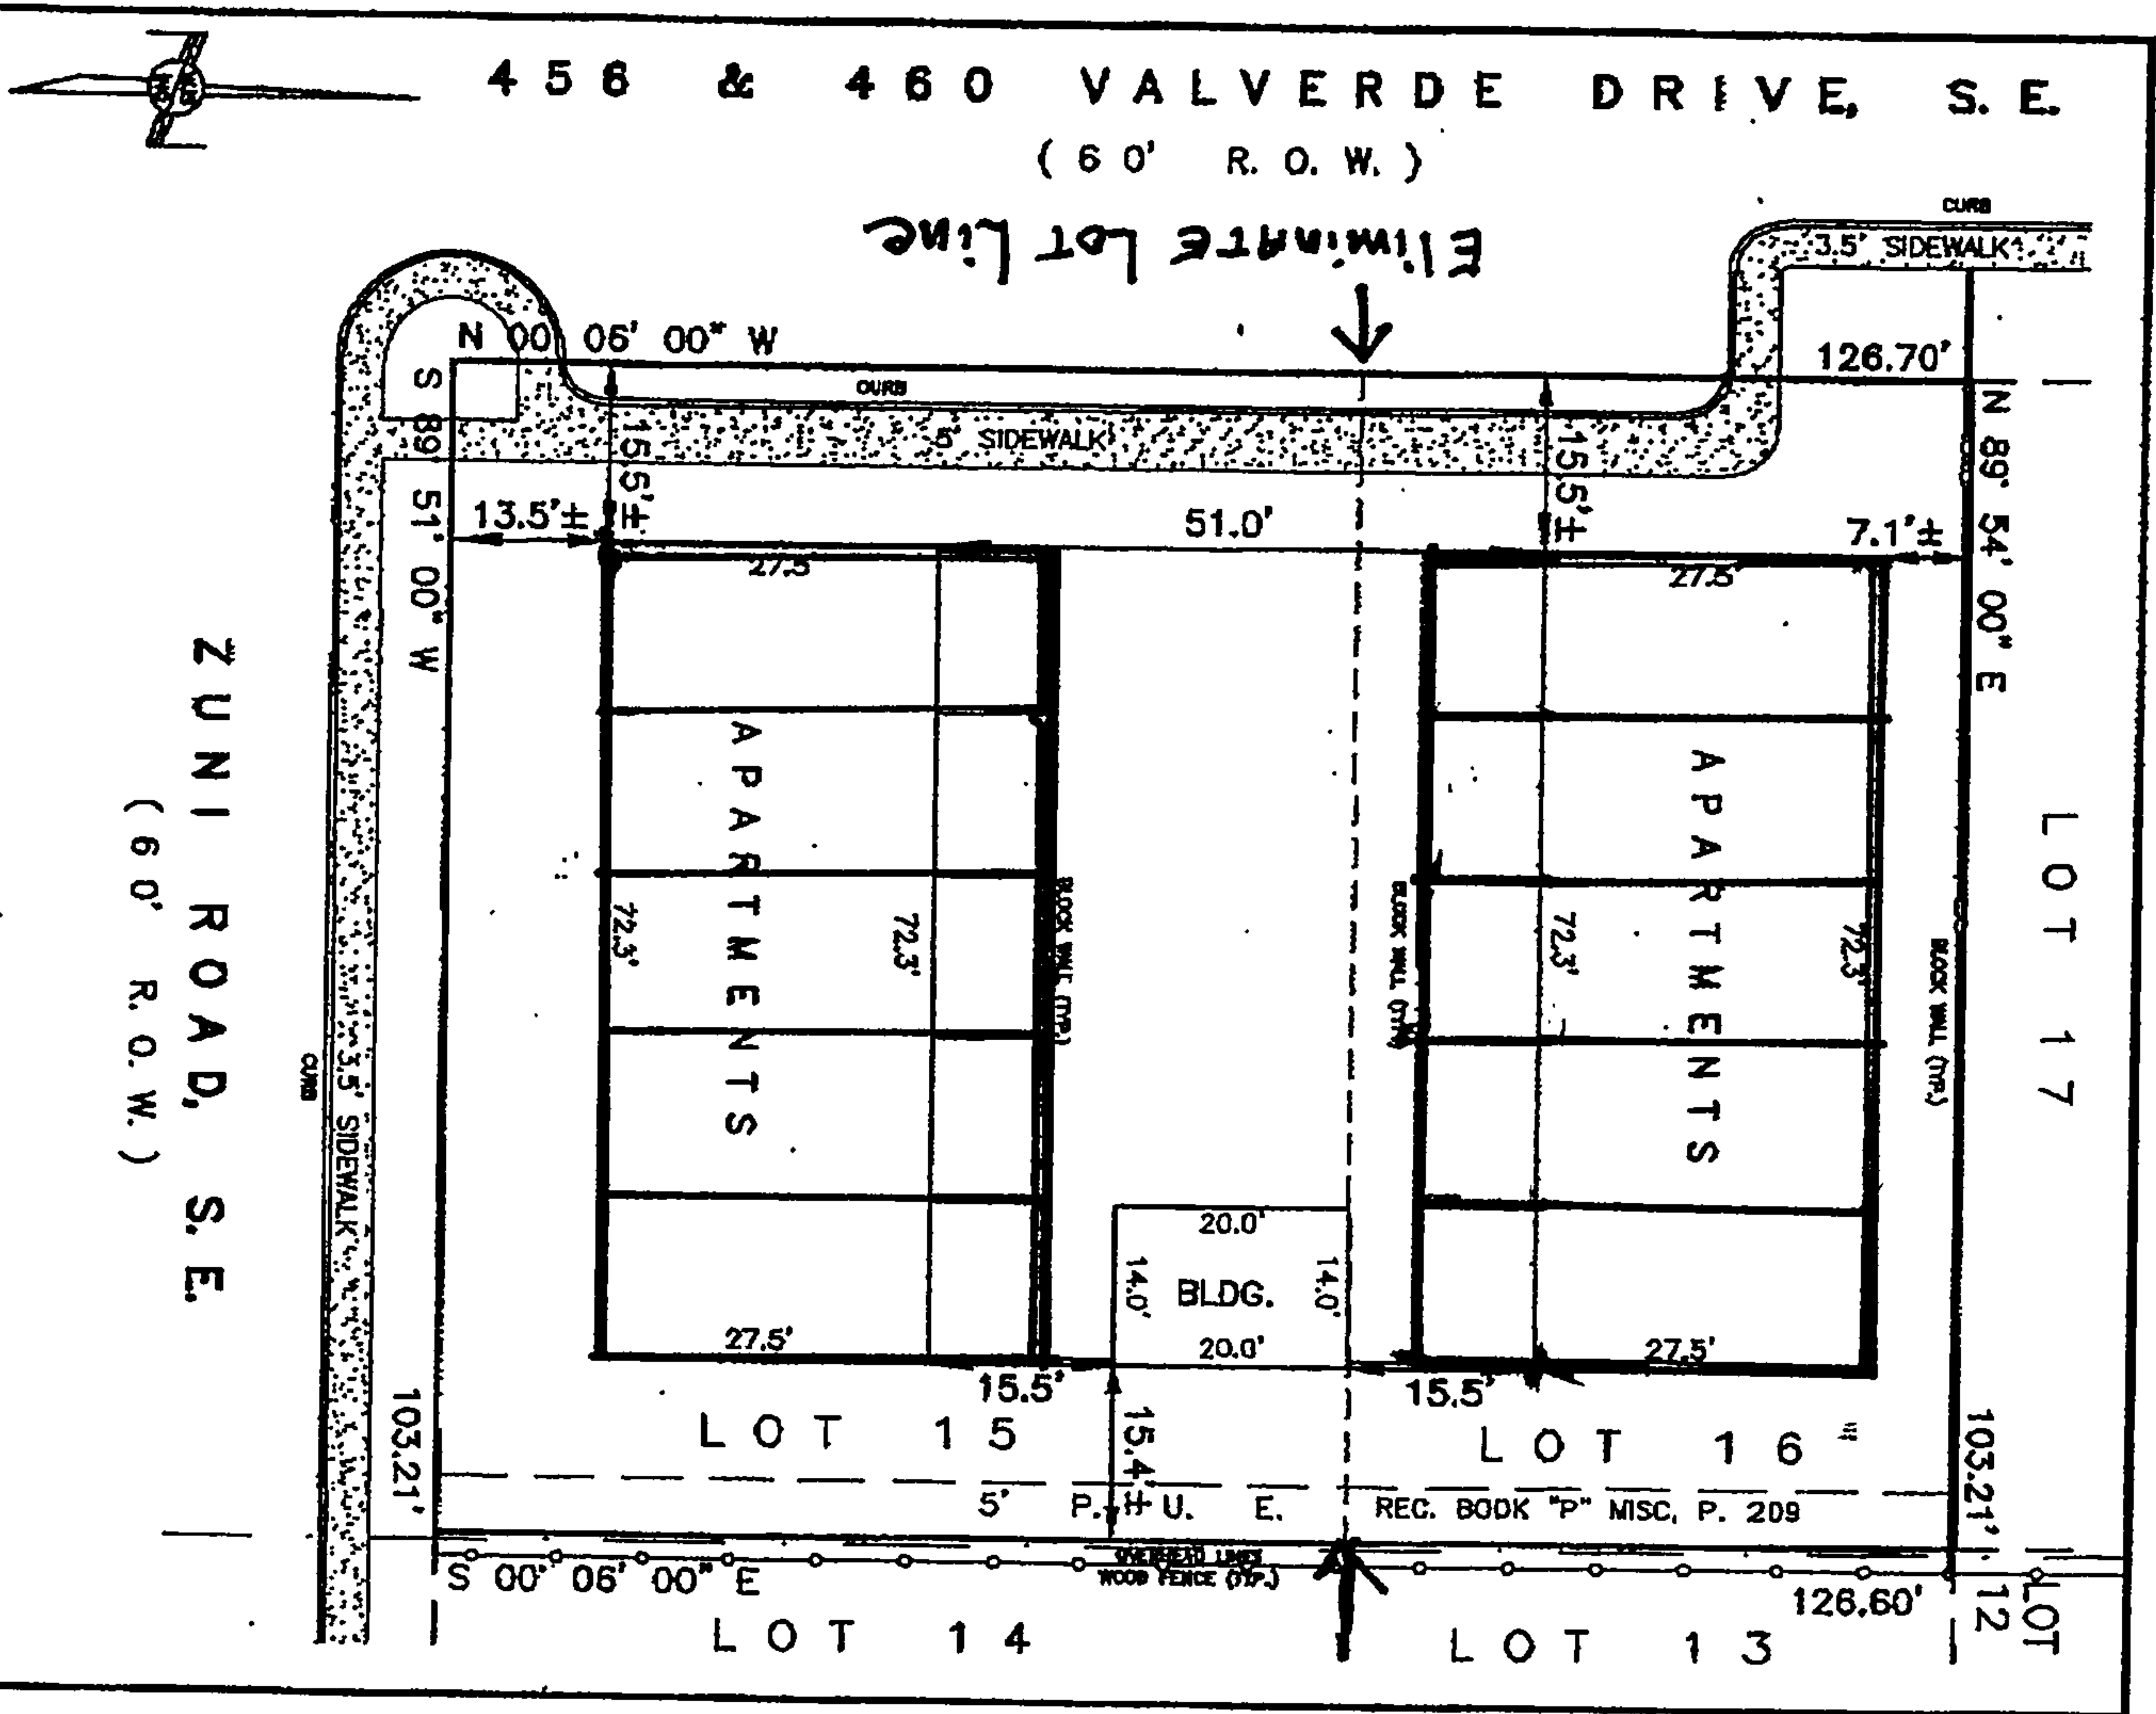 456 & 460 VALVERDE DRIVE, S.E.
(60' R.O.W.)
Eliminate Lot Line
CURB
3.5' SIDEWALK
N 00 06' 00" W
126.70'
CURB
5' SIDEWALK
S 89 51' 00" W
15.5'±
15.5'±
N 89' 54' 00" E
13.5'±
51.0'
7.1'±
27.5'
27.5'
ZUNI ROAD, S.E.
(60' R.O.W.)
CURB
3.5' SIDEWALK
APARTMENTS
72.3'
72.3'
BLOCK WALL (TYP.)
BLOCK WALL (TYP.)
APARTMENTS
72.3'
72.3'
BLOCK WALL (TYP.)
LOT 17
20.0'
14.0'
BLDG.
14.0'
20.0'
27.5'
27.5'
15.5'
15.5'
LOT 15
15.4'±
LOT 16
103.21'
103.21'
5' P. U. E. REC. BOOK "P" MISC, P. 209
OVERHEAD LINES
WOOD FENCE (TYP.)
S 00' 06' 00" E
126.60'
LOT 14
LOT 13
LOT 12